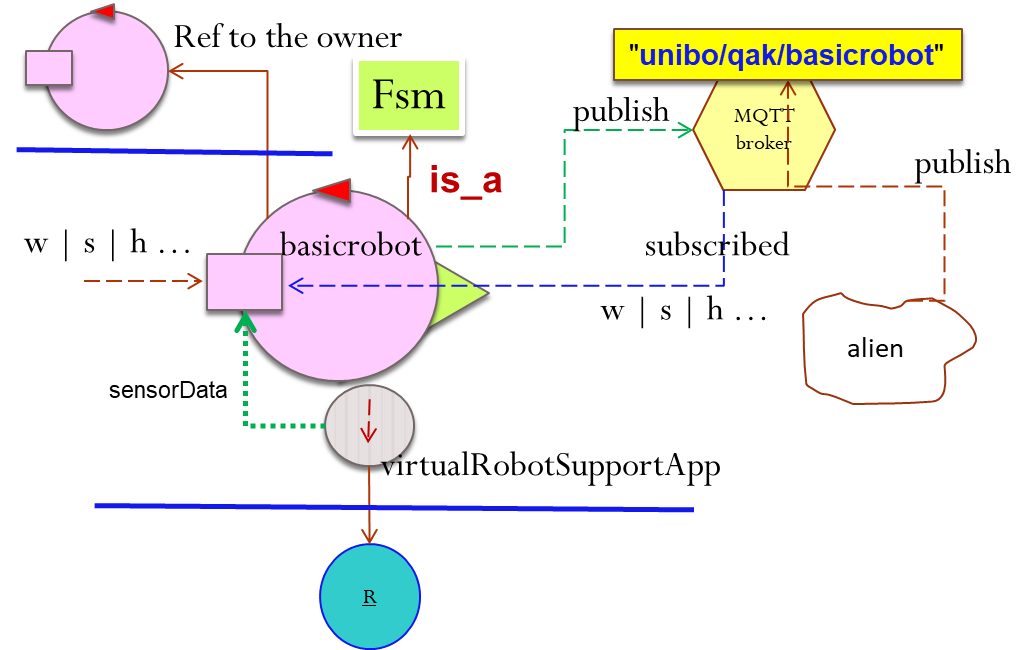 Ref to the owner
"unibo/qak/basicrobot"
Fsm
publish
MQTT
broker
publish
is_a
w | s | h ...
basicrobot
subscribed
w | s | h ...
alien
sensorData
virtualRobotSupportApp
R